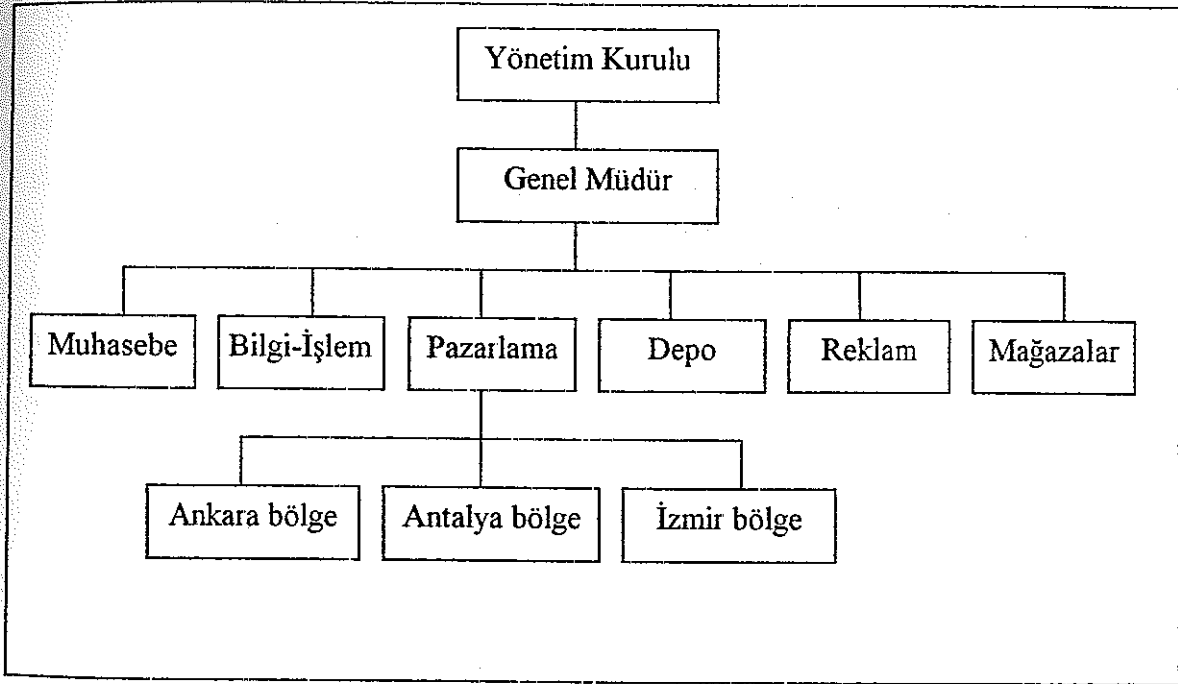 Yönetim Kurulu
Genel Müdür
Muhasebe
Bilgi-İşlem
Pazarlama
Depo
Reklam
Mağazalar
Ankara bölge
Antalya bölge
İzmir bölge